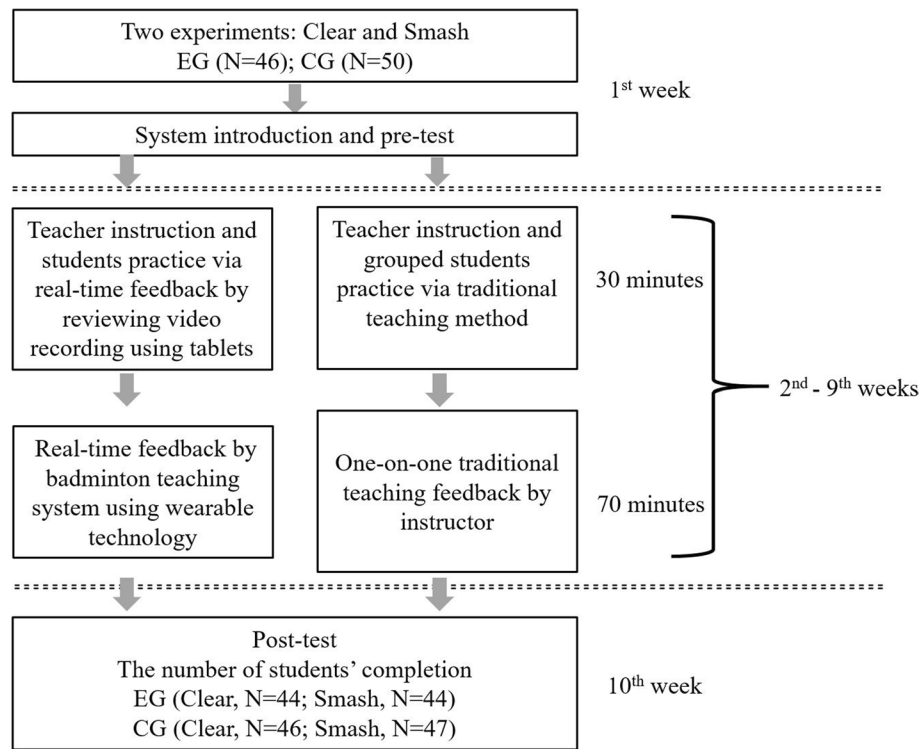 Two experiments: Clear and Smash
EG (N=46); CG (N=50)
1st week
System introduction and pre-test
Teacher instruction and
students practice via
real-time feedback by
reviewing video
recording using tablets
Teacher instruction and
grouped students
practice via traditional
teaching method
30 minutes
2nd - 9th weeks
Real-time feedback by
badminton teaching
system using wearable
technology
One-on-one traditional
teaching feedback by
instructor
70 minutes
Post-test
The number of students’ completion
EG (Clear, N=44; Smash, N=44)
CG (Clear, N=46; Smash, N=47)
10th week